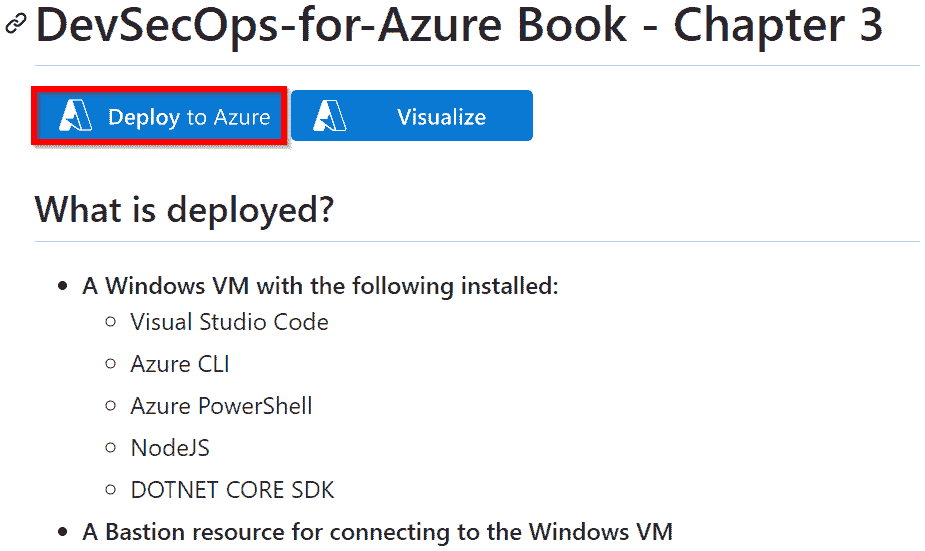 DevSecOps-for-Azure Book - Chapter 3
Deploy to Azure Visualize
What is deployed?
A Windows VM with the following installed:
Visual Studio Code
Azure CLI
Azure PowerShell
NodeJS
DOTNET CORE SDK
A Bastion resource for connecting to the Windows VM